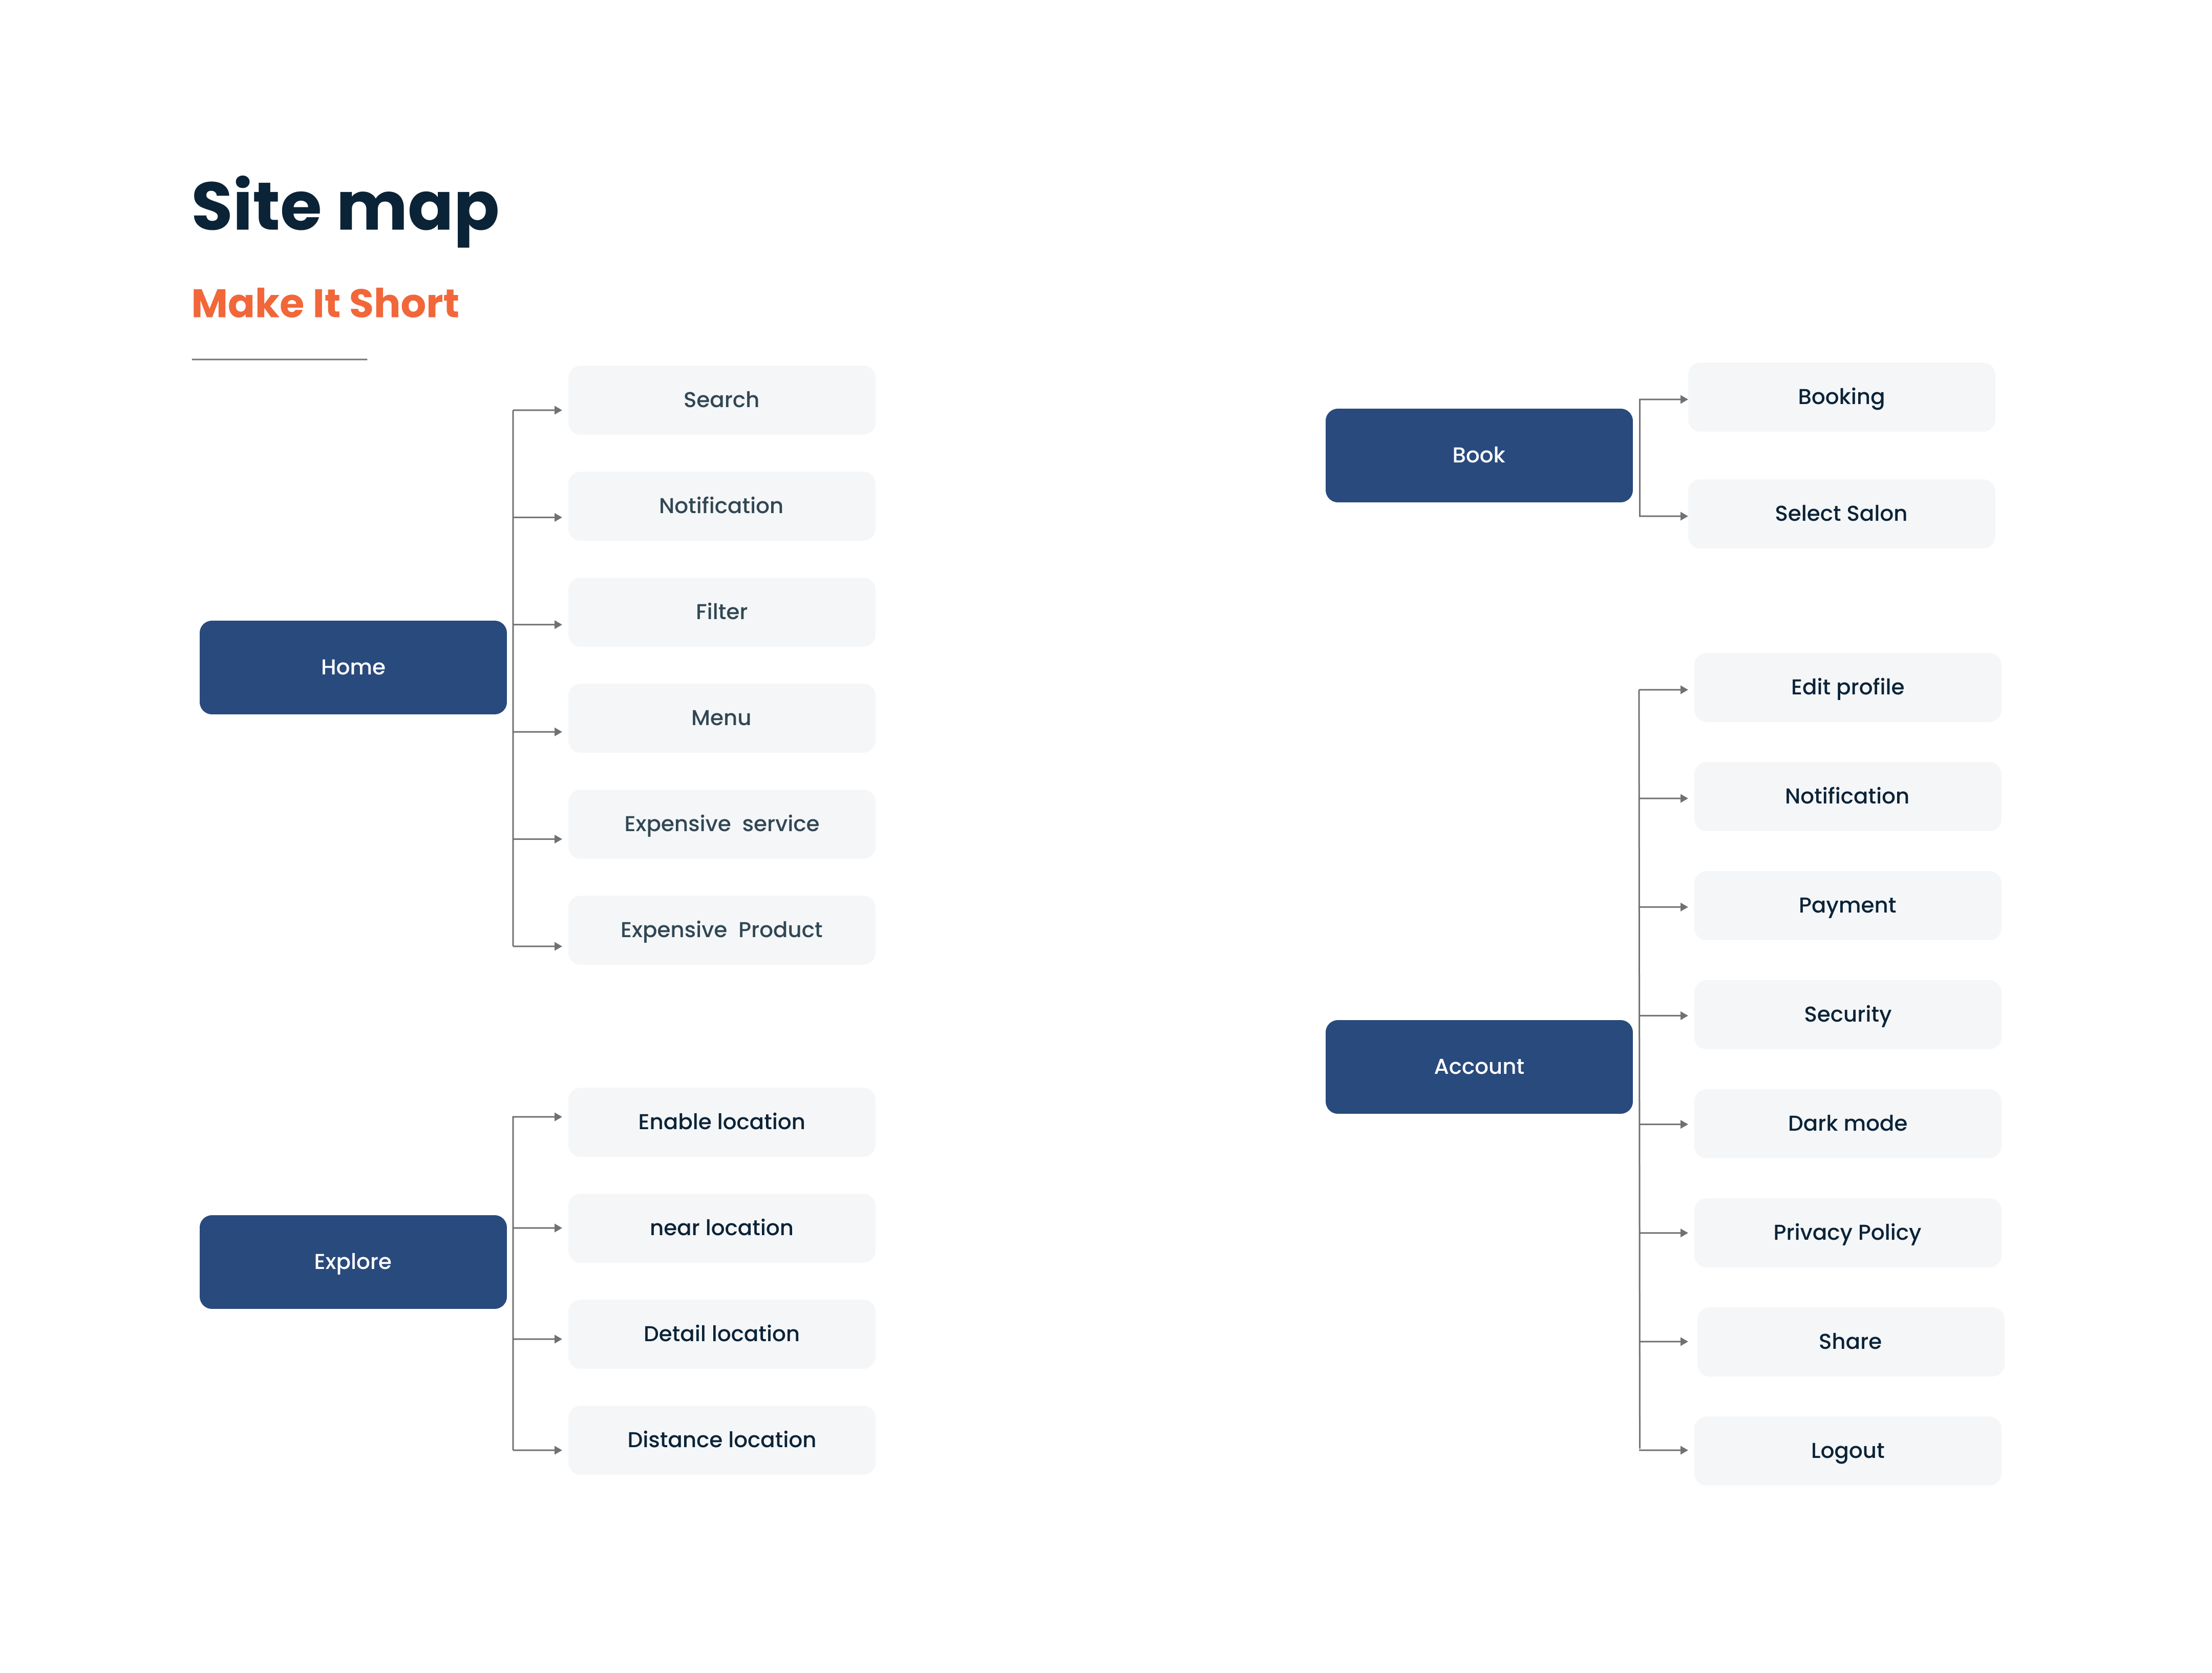 Site map
Make It Short
Home
Search
Notification
Filter
Menu
Expensive  service
Expensive  Product
Explore
Enable location
near location
Detail location
Distance location
Book
Booking
Select Salon
Account
Edit profile
Notification
Payment
Security
Dark mode
Privacy Policy
Share
Logout